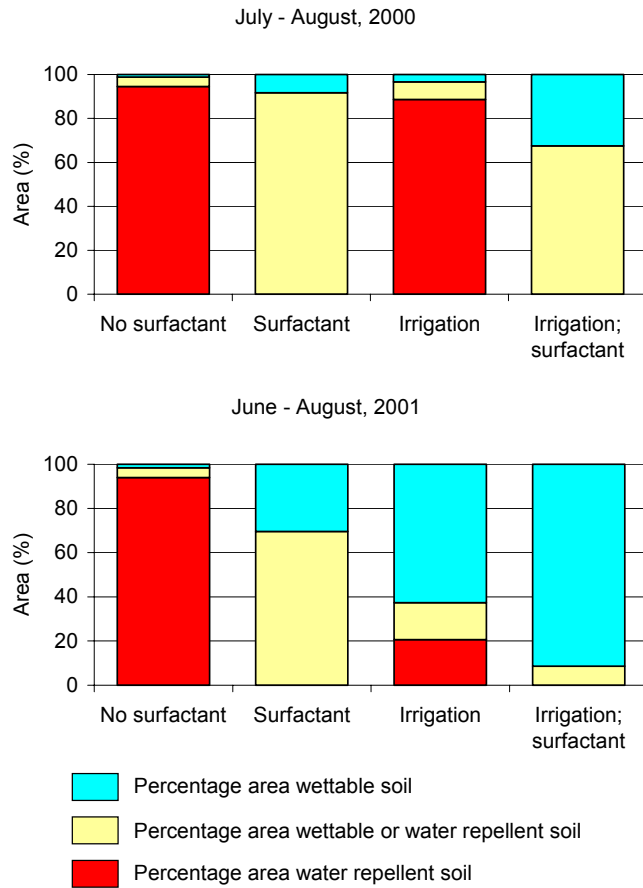 July - August, 2000
Area (%)
100
80
60
40
20
0
No surfactant
Surfactant
Irrigation
Irrigation;
surfactant
June - August, 2001
Area (%)
100
80
60
40
20
0
No surfactant
Surfactant
Irrigation
Irrigation;
surfactant
Percentage area wettable soil
Percentage area wettable or water repellent soil
Percentage area water repellent soil